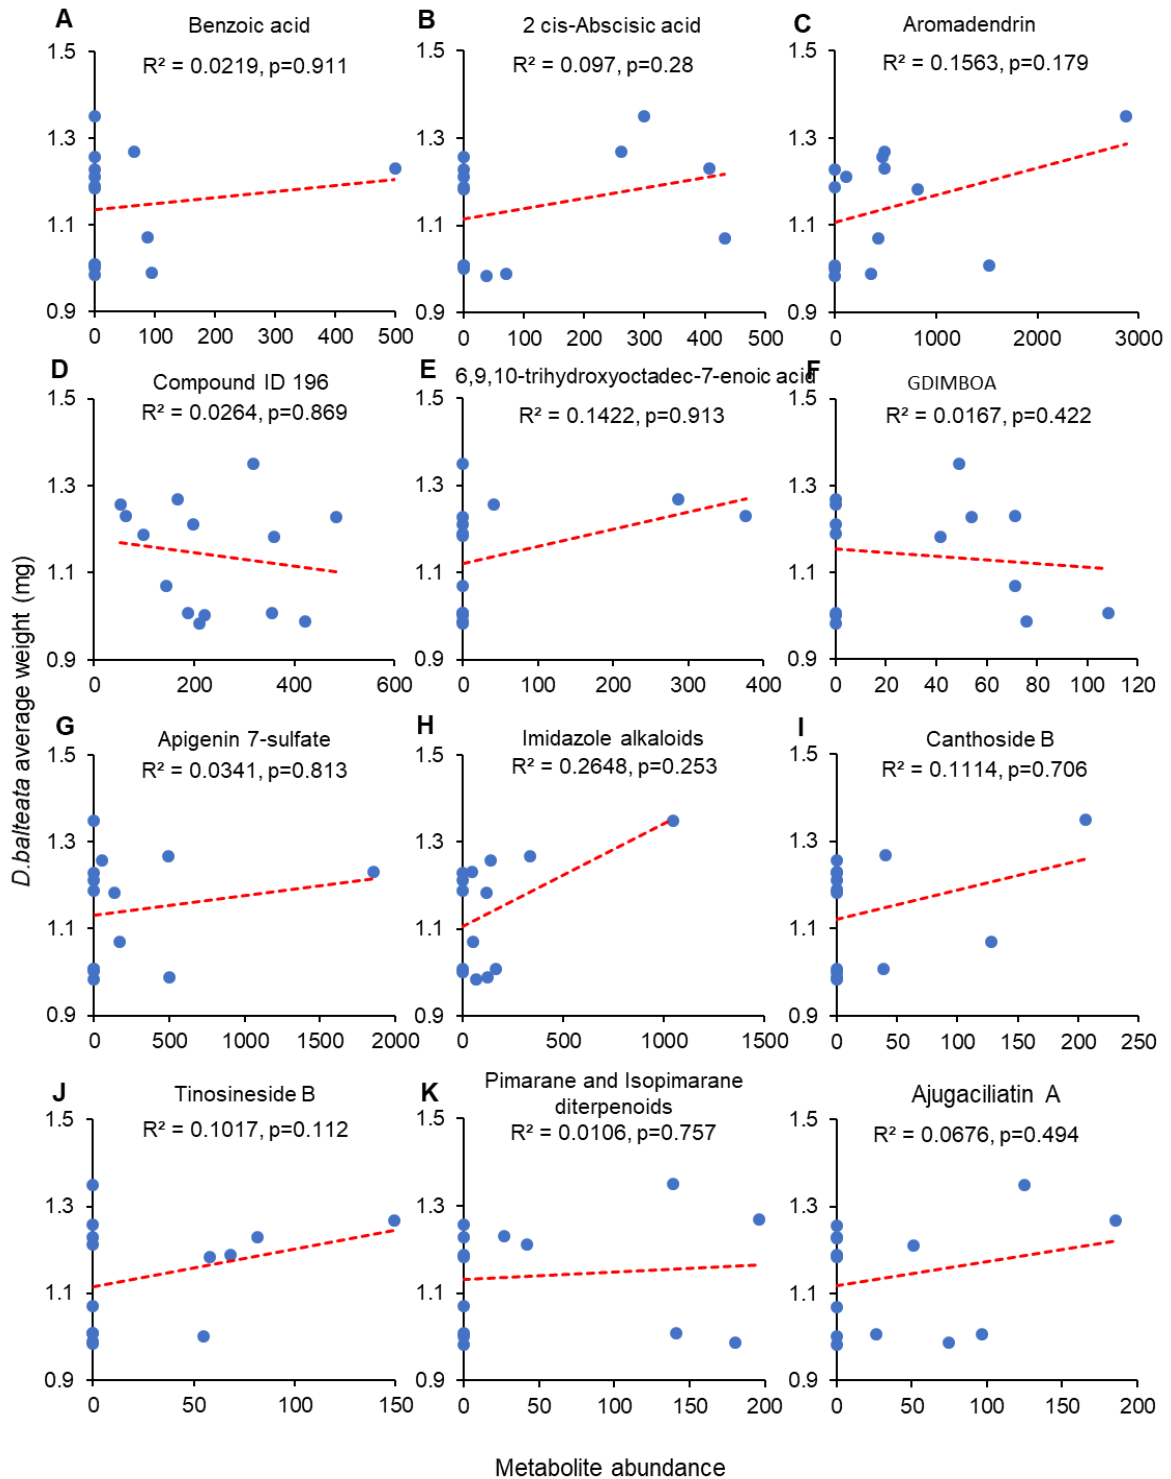 A
Benzoic acid
R² = 0.0219, p=0.911
1.5
1.3
1.1
0.9
0 100 200 300 400 500
B
2 cis-Abscisic acid
R² = 0.097, p=0.28
1.5
1.3
1.1
0.9
0 100 200 300 400 500
C
Aromadendrin
R² = 0.1563, p=0.179
1.5
1.3
1.1
0.9
0 1000 2000 3000
D
Compound ID 196
R² = 0.0264, p=0.869
1.5
1.3
1.1
0.9
0 200 400 600
E
6,9,10-trihydroxyoctadec-7-enoic acid
R² = 0.1422, p=0.913
1.5
1.3
1.1
0.9
0 100 200 300 400
F
GDIMBOA
R² = 0.0167, p=0.422
1.5
1.3
1.1
0.9
0 20 40 60 80 100 120
G
Apigenin 7-sulfate
R² = 0.0341, p=0.813
1.5
1.3
1.1
0.9
0 500 1000 1500 2000
H
Imidazole alkaloids
R² = 0.2648, p=0.253
1.5
1.3
1.1
0.9
0 500 1000 1500
I
Canthoside B
R² = 0.1114, p=0.706
1.5
1.3
1.1
0.9
0 50 100 150 200 250
J
Tinosineside B
R² = 0.1017, p=0.112
1.5
1.3
1.1
0.9
0 50 100 150
K
Pimarane and Isopimarane
diterpenoids
R² = 0.0106, p=0.757
1.5
1.3
1.1
0.9
0 50 100 150 200
Ajugaciliatin A
R² = 0.0676, p=0.494
1.5
1.3
1.1
0.9
0 50 100 150 200
D.balteata average weight (mg)
Metabolite abundance